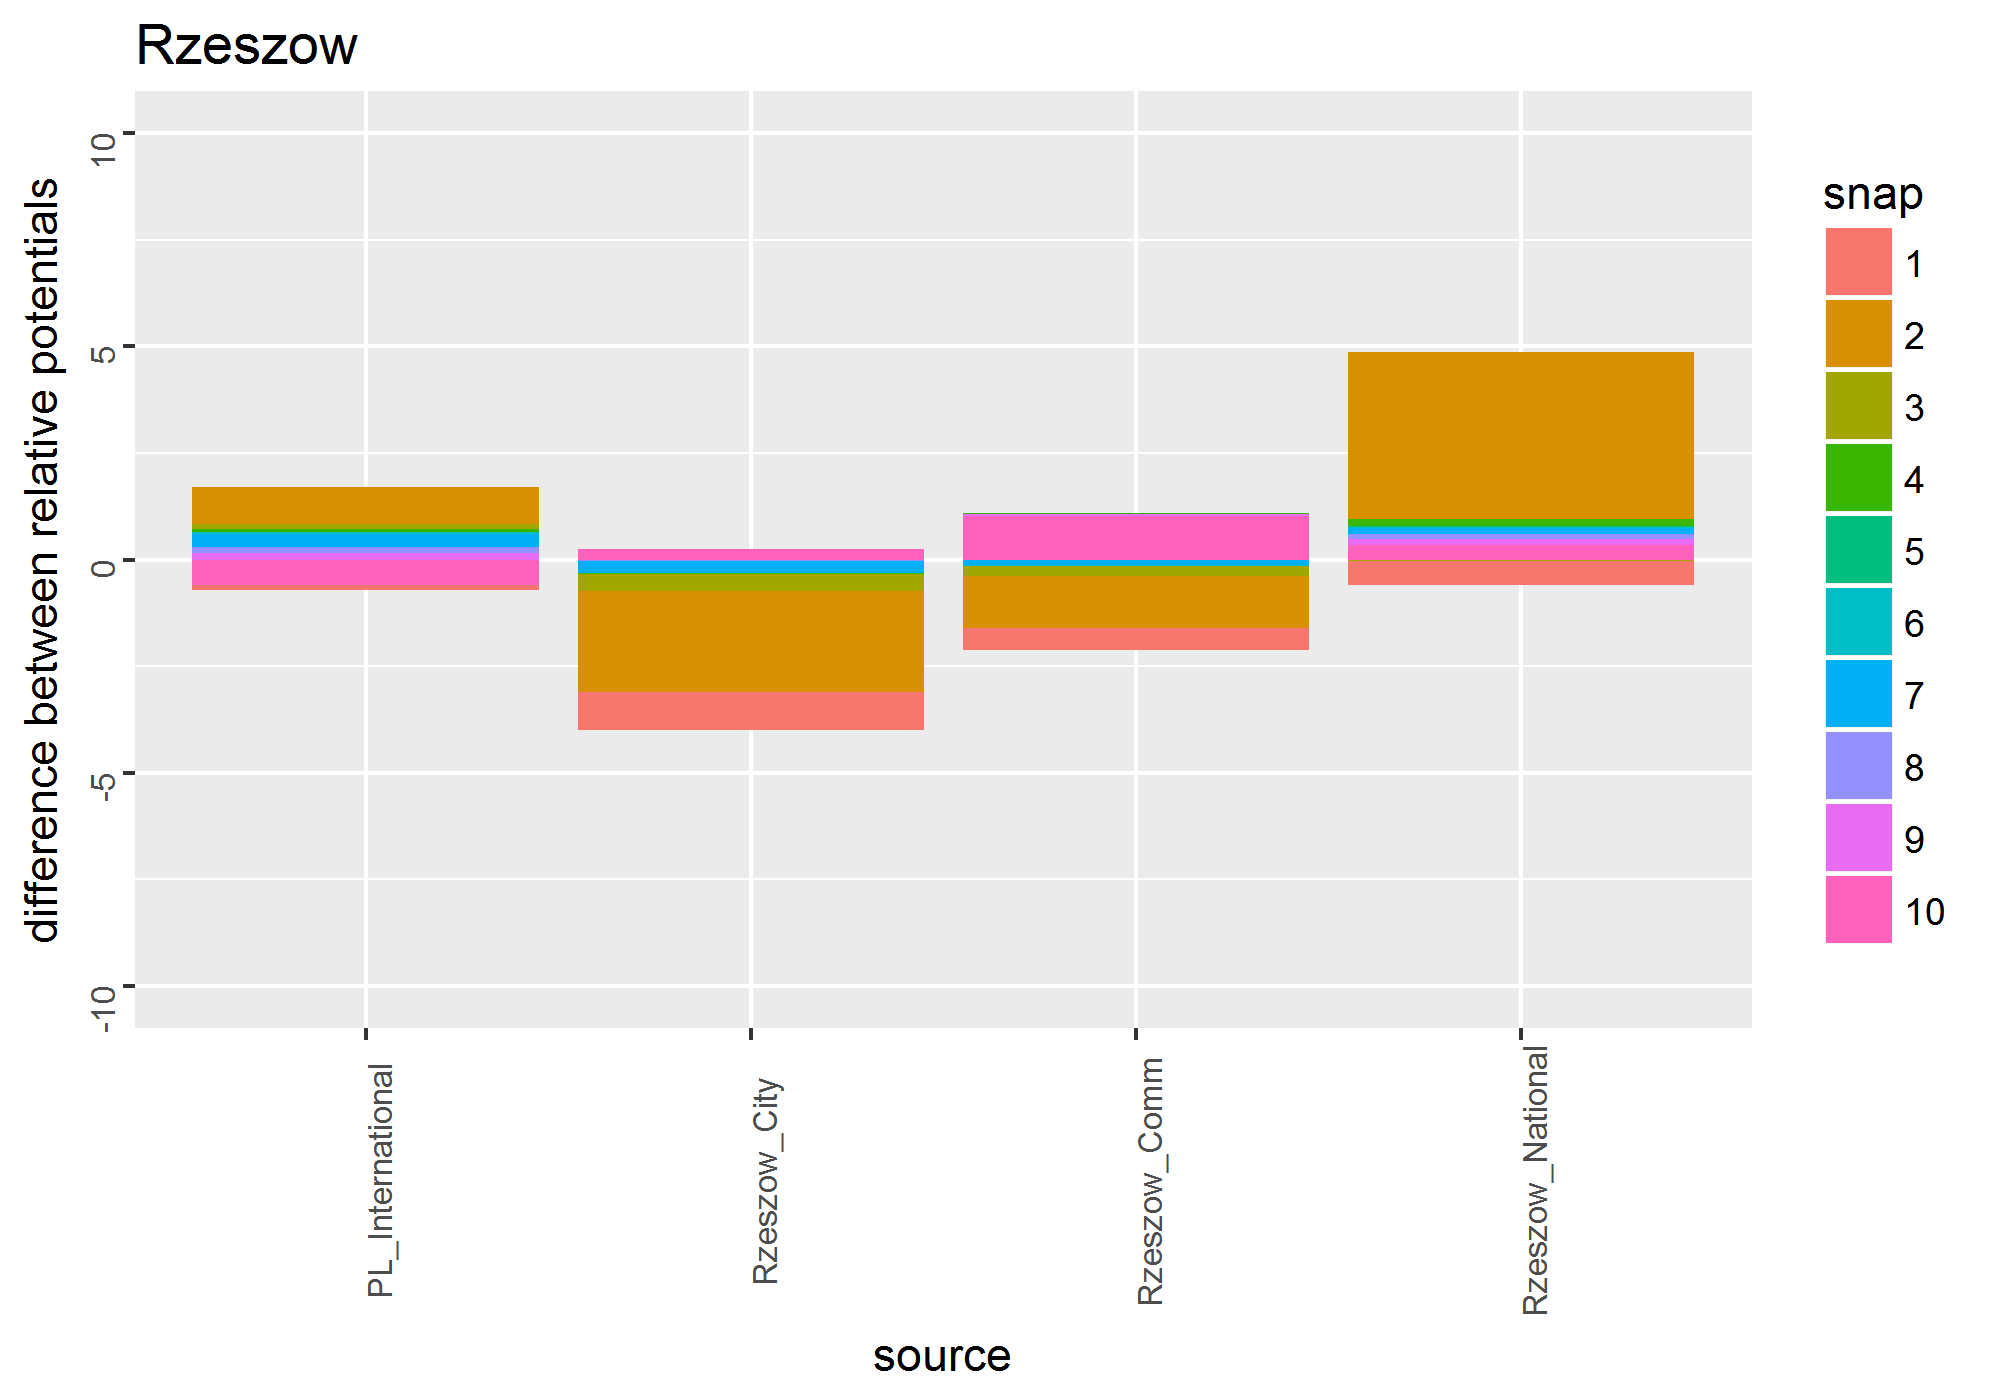 Rzeszow
difference between relative potentials
10
5
0
-5
-10
PL_International
Rzeszow_City
Rzeszow_Comm
Rzeszow_National
source
snap
1
2
3
4
5
6
7
8
9
10